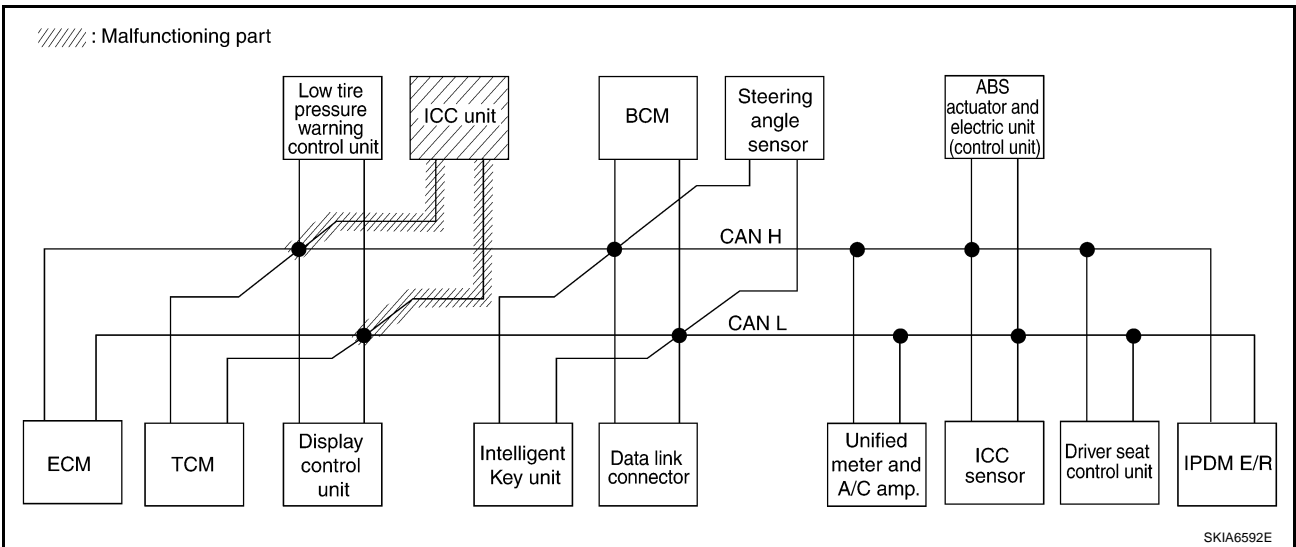 : Malfunctioning part
Low tire
pressure
warning
control unit
ICC unit
BCM
Steering
angle
sensor
ABS
actuator and
electric unit
(control unit)
CAN H
CAN L
ECM
TCM
Display
control
unit
Intelligent
Key unit
Data link
connector
Unified
meter and
A/C amp.
ICC
sensor
Driver seat
control unit
IPDM E/R
SKIA6592E